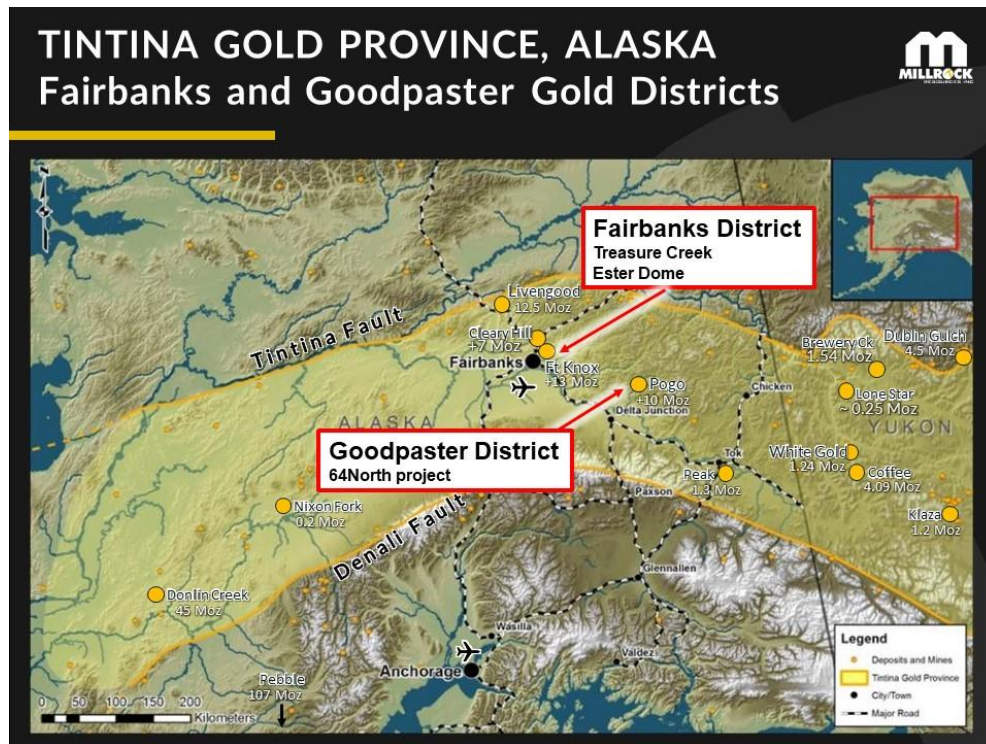 TINTINA GOLD PROVINCE, ALASKA
Fairbanks and Goodpaster Gold Districts
MILLROCK
RESOURCES INC
N
Fairbanks District
Treasure Creek
Ester Dome
Livengood
12.5 Moz
Tintina Fault
Cleary Hill
+7 Moz
Fairbanks
Ft Knox
+13 Moz
Brewery Ck
1.54 Moz
Dublin Gulch
4.5 Moz
Pogo
+10 Moz
Chicken
Lone Star
~ 0.25 Moz
Delta Junction
ALASKA
YUKON
Goodpaster District
64North project
White Gold
1.24 Moz
Tok
Peak
1.3 Moz
Coffee
4.09 Moz
Paxson
Nixon Fork
0.2 Moz
Klaza
1.2 Moz
Denali Fault
Glennallen
Donlin Creek
45 Moz
Wasilla
Valdez
Anchorage
Pebble
107 Moz
0 50 100 150 200
Kilometers
Legend
Deposits and Mines
Tintina Gold Province
City/Town
Major Road